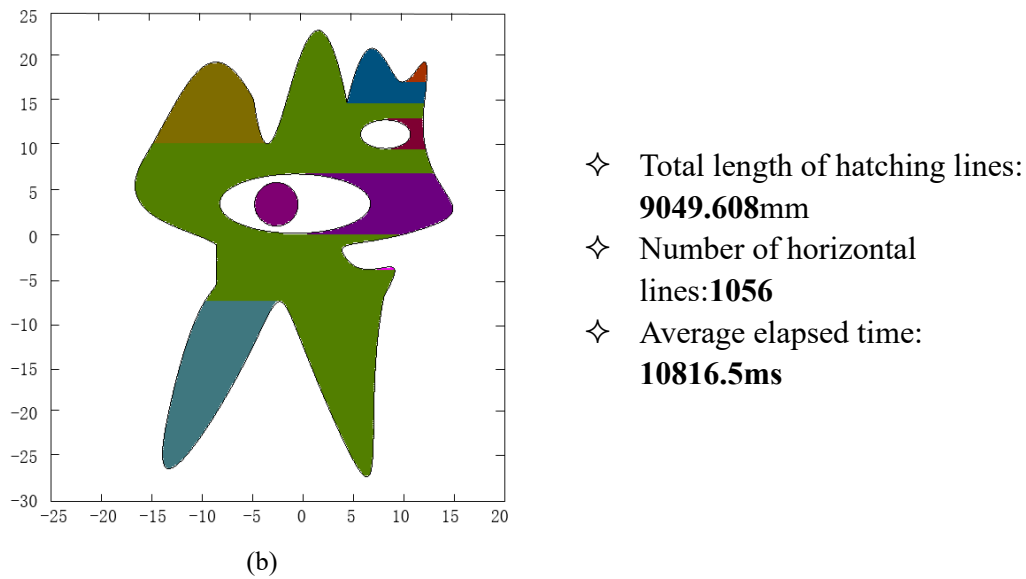 25
20
15
10
5
0
-5
-10
-15
-20
-25
-30
-25 -20 -15 -10 -5 0 5 10 15 20
(b)
✧ Total length of hatching lines:
9049.608mm
✧ Number of horizontal
lines:1056
✧ Average elapsed time:
10816.5ms